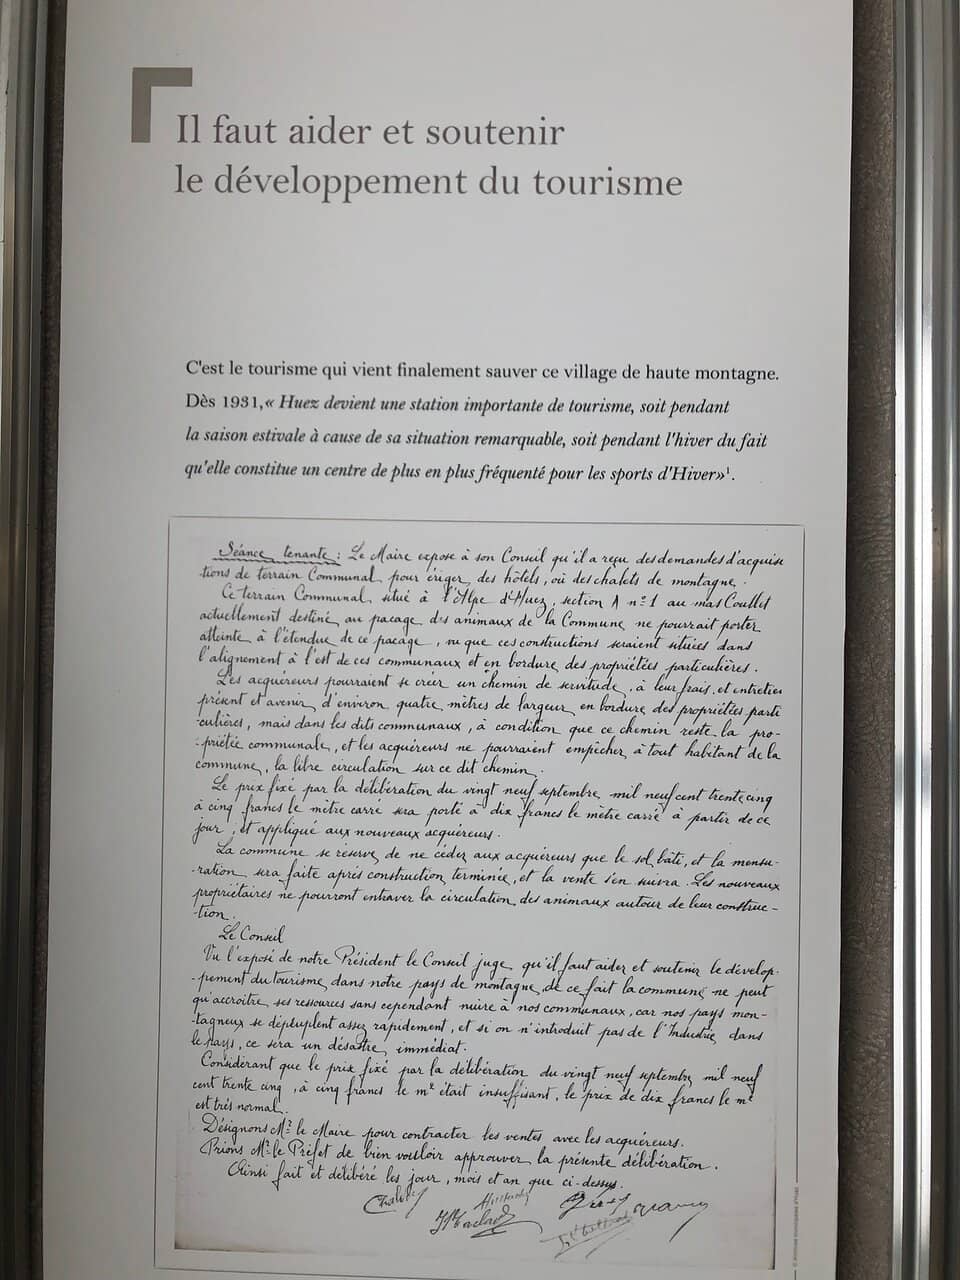 Il faut aider et soutenir
le développement du tourisme
C'est le tourisme qui vient finalement sauver ce village de haute montagne.
Dès 1931,« Huez devient une station importante de tourisme, soit pendant
la saison estivale à cause de sa situation remarquable, soit pendant l'hiver du fait
qu'elle constitue un centre de plus en plus fréquenté pour les sports d'Hiver»¹.
Séance tenante : Le Maire expose à son Conseil qu'il a reçu des demandes d'acquisi
tions de terrain Communal, pour ériger des hôtels, où des châlets de montagne.
Ce terrain Communal, situé à l'Alpe d'Huez, section A n° 1 au mas Coullet
actuellement destiné au pacage des animaux de la Commune ne pourrait porter
atteinte à l'étendue de ce pacage, vu que ces constructions seraient situées dans
l'alignement à l'est de ces communaux et en bordure des propriétées particulières.
Les acquéreurs pourraient se créer un chemin de servitude, à leur frais, et entretien
présent et avenir d'environ quatre mètres de largeur en bordure des propriétées parti
-culières, mais dans les dits communaux, à condition que ce chemin reste la pro-
-priétée communale, et les acquéreurs ne pourraient empêcher à tout habitant de la
commune, la libre circulation sur ce dit chemin.
Le prix fixé par la délibération du vingt neuf septembre mil neuf cent trente cinq
à cinq francs le mètre carré sera porté à dix francs le mètre carré à partir de ce
jour, et appliqué aux nouveaux acquéreurs.
La commune se réserve de ne céder aux acquéreurs que le sol bâti, et la mensu-
-ration sera faite après construction terminée, et la vente s'en suivra. Les nouveaux
propriétaires ne pourront entraver la circulation des animaux autour de leur construc-
-tion.
Le Conseil
Vu l'exposé de notre Président le Conseil juge qu'il faut aider et soutenir le dévelop-
-pement du tourisme, dans notre pays de montagne, de ce fait la commune ne peut
qu'accroître ses ressources sans cependant nuire à nos communaux, car nos pays mon-
-tagneux se dépeuplent assez rapidement, et si on n'introduit pas de l'Industrie dans
le pays, ce sera un désastre immédiat.
Considérant que le prix fixé par la délibération du vingt neuf septembre mil neuf
cent trente cinq, à cinq francs le m² était insuffisant, le prix de dix francs le m²
est très normal.
Désignons Mr le Maire pour contracter les ventes avec les acquéreurs.
Prions Mr le Préfet de bien vouloir approuver la présente délibération.
Ainsi fait et délibéré les jour, mois et an que ci-dessus.